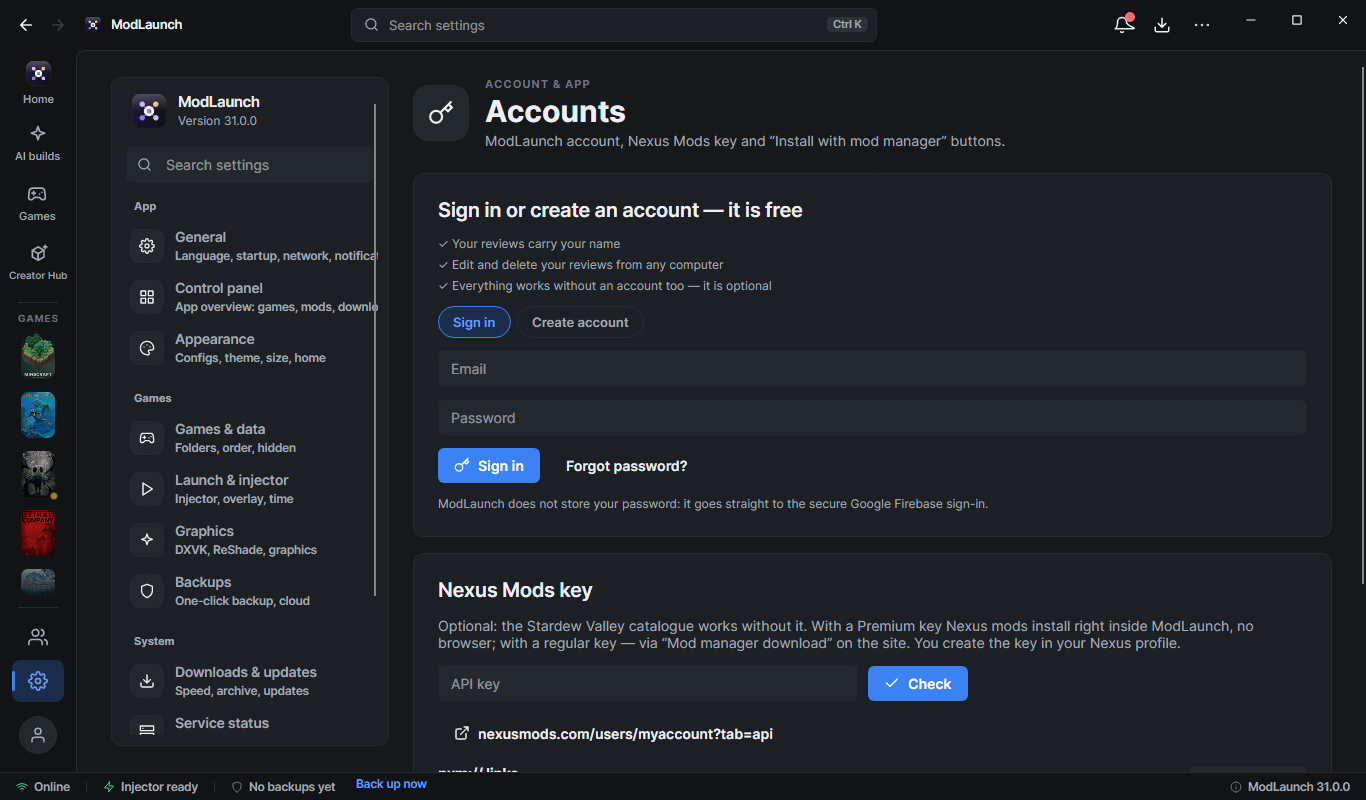 ModLaunch
Search settings
Ctrl K
Home
AI builds
Games
Creator Hub
GAMES
MINECRAFT
LETHAL
COMPANY
ModLaunch
Version 31.0.0
Search settings
App
General
Language, startup, network, notifica
Control panel
App overview: games, mods, downlo
Appearance
Configs, theme, size, home
Games
Games & data
Folders, order, hidden
Launch & injector
Injector, overlay, time
Graphics
DXVK, ReShade, graphics
Backups
One-click backup, cloud
System
Downloads & updates
Speed, archive, updates
Service status
ACCOUNT & APP
Accounts
ModLaunch account, Nexus Mods key and “Install with mod manager” buttons.
Sign in or create an account — it is free
✓ Your reviews carry your name
✓ Edit and delete your reviews from any computer
✓ Everything works without an account too — it is optional
Sign in
Create account
Email
Password
Sign in
Forgot password?
ModLaunch does not store your password: it goes straight to the secure Google Firebase sign-in.
Nexus Mods key
Optional: the Stardew Valley catalogue works without it. With a Premium key Nexus mods install right inside ModLaunch, no
browser; with a regular key — via “Mod manager download” on the site. You create the key in your Nexus profile.
API key
Check
nexusmods.com/users/myaccount?tab=api
Online
Injector ready
No backups yet
Back up now
ModLaunch 31.0.0